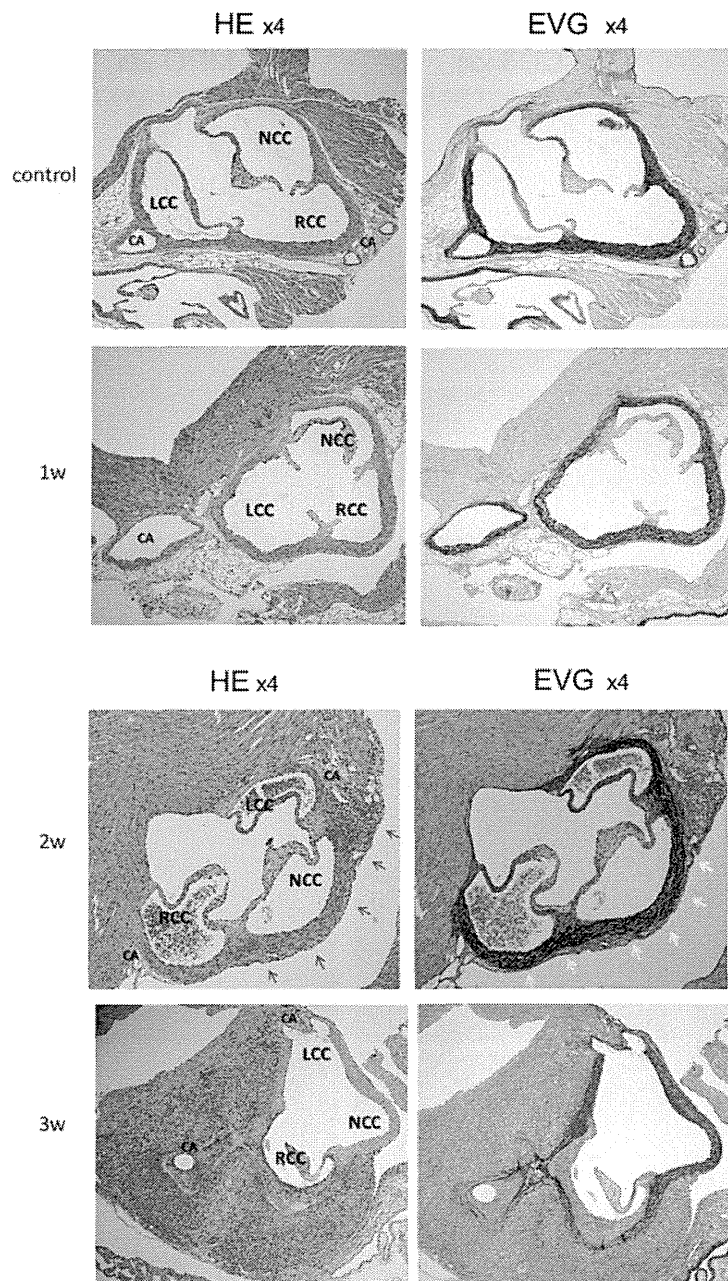 HE x4 EVG x4
control
NCC
LCC
RCC
CA CA
1w
NCC
LCC RCC
CA
HE x4 EVG x4
2w
CA
LCC
NCC
RCC
CA
3w
CA
LCC
NCC
CA
RCC